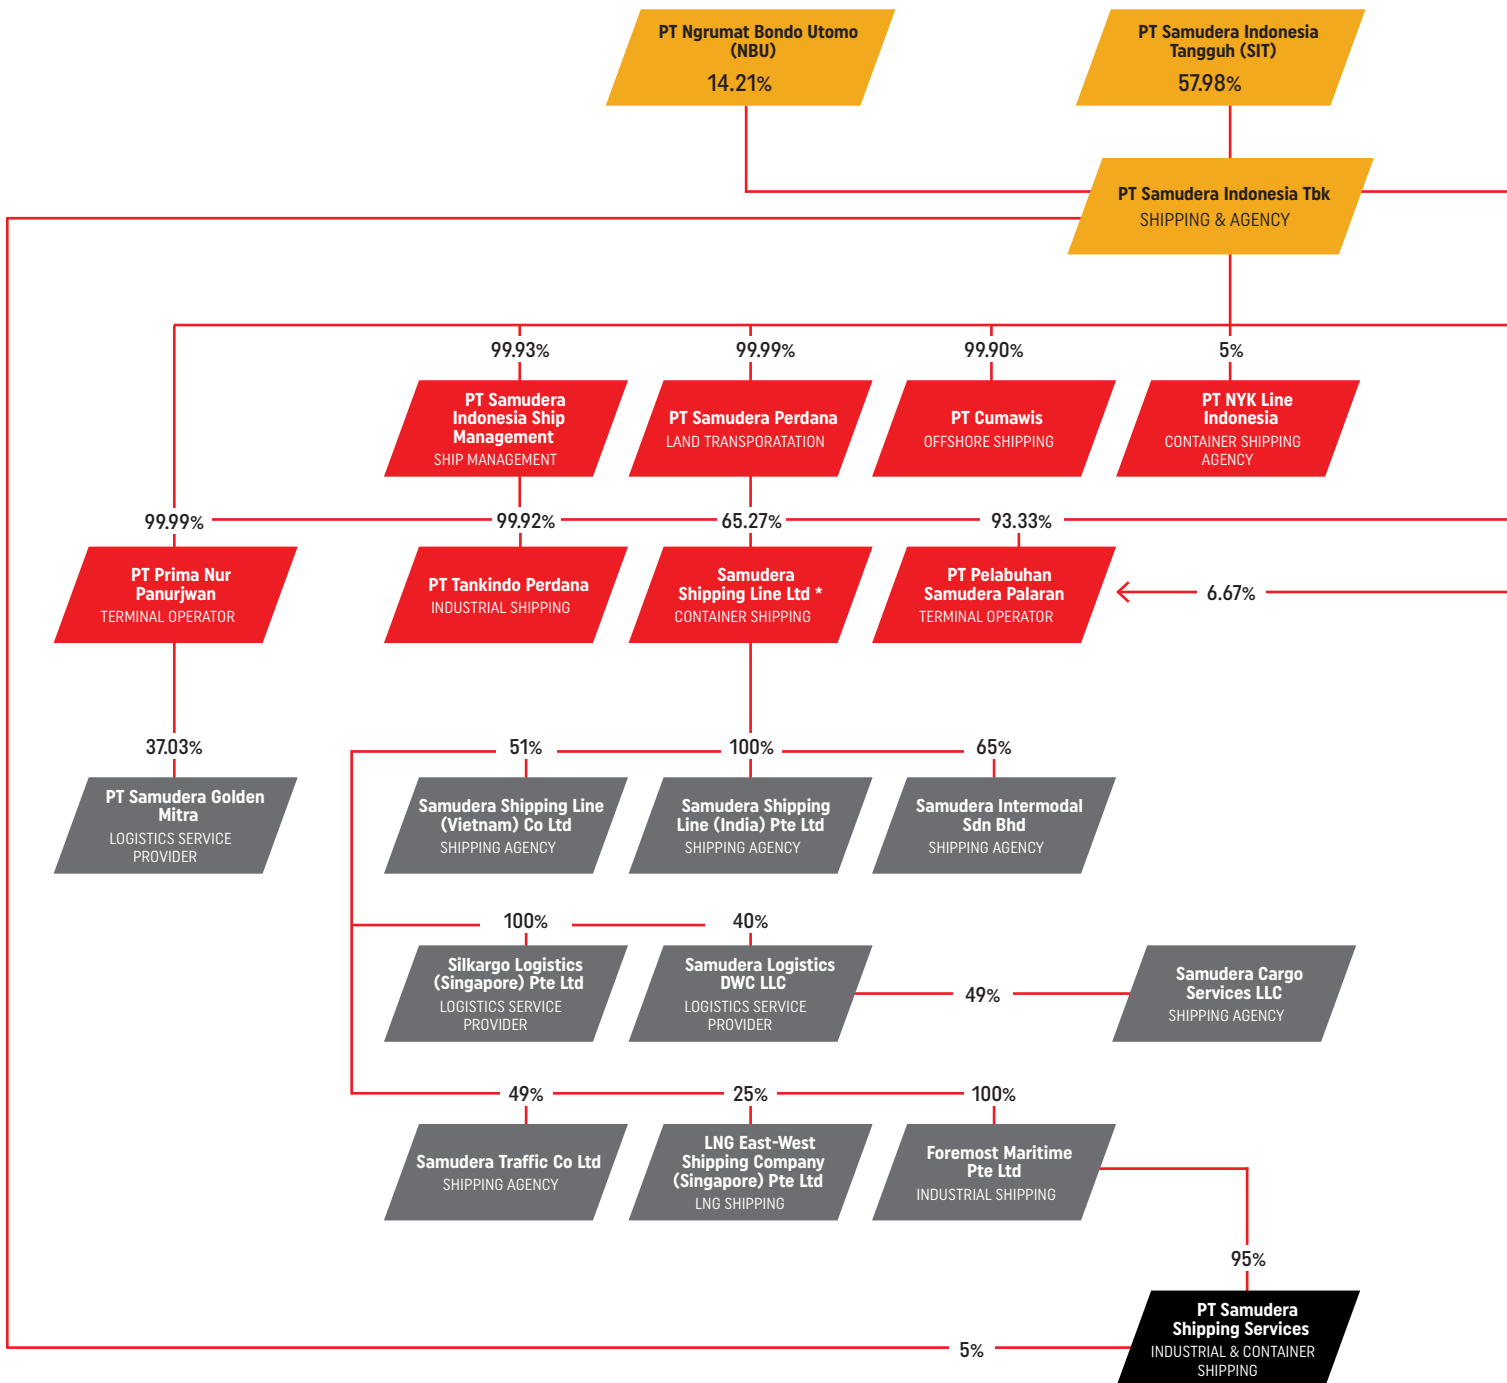 PT Ngrumat Bondo Utomo
(NBU)
14.21%
PT Samudera Indonesia
Tangguh (SIT)
57.98%
PT Samudera Indonesia Tbk
SHIPPING & AGENCY
99.93%
99.99%
99.90%
5%
PT Samudera
Indonesia Ship
Management
SHIP MANAGEMENT
PT Samudera Perdana
LAND TRANSPORATATION
PT Cumawis
OFFSHORE SHIPPING
PT NYK Line
Indonesia
CONTAINER SHIPPING
AGENCY
99.99%
99.92%
65.27%
93.33%
PT Prima Nur
Panurjwan
TERMINAL OPERATOR
PT Tankindo Perdana
INDUSTRIAL SHIPPING
Samudera
Shipping Line Ltd *
CONTAINER SHIPPING
PT Pelabuhan
Samudera Palaran
TERMINAL OPERATOR
6.67%
37.03%
51%
100%
65%
PT Samudera Golden
Mitra
LOGISTICS SERVICE
PROVIDER
Samudera Shipping Line
(Vietnam) Co Ltd
SHIPPING AGENCY
Samudera Shipping
Line (India) Pte Ltd
SHIPPING AGENCY
Samudera Intermodal
Sdn Bhd
SHIPPING AGENCY
100%
40%
Silkargo Logistics
(Singapore) Pte Ltd
LOGISTICS SERVICE
PROVIDER
Samudera Logistics
DWC LLC
LOGISTICS SERVICE
PROVIDER
49%
Samudera Cargo
Services LLC
SHIPPING AGENCY
49%
25%
100%
Samudera Traffic Co Ltd
SHIPPING AGENCY
LNG East-West
Shipping Company
(Singapore) Pte Ltd
LNG SHIPPING
Foremost Maritime
Pte Ltd
INDUSTRIAL SHIPPING
95%
5%
PT Samudera
Shipping Services
INDUSTRIAL & CONTAINER
SHIPPING